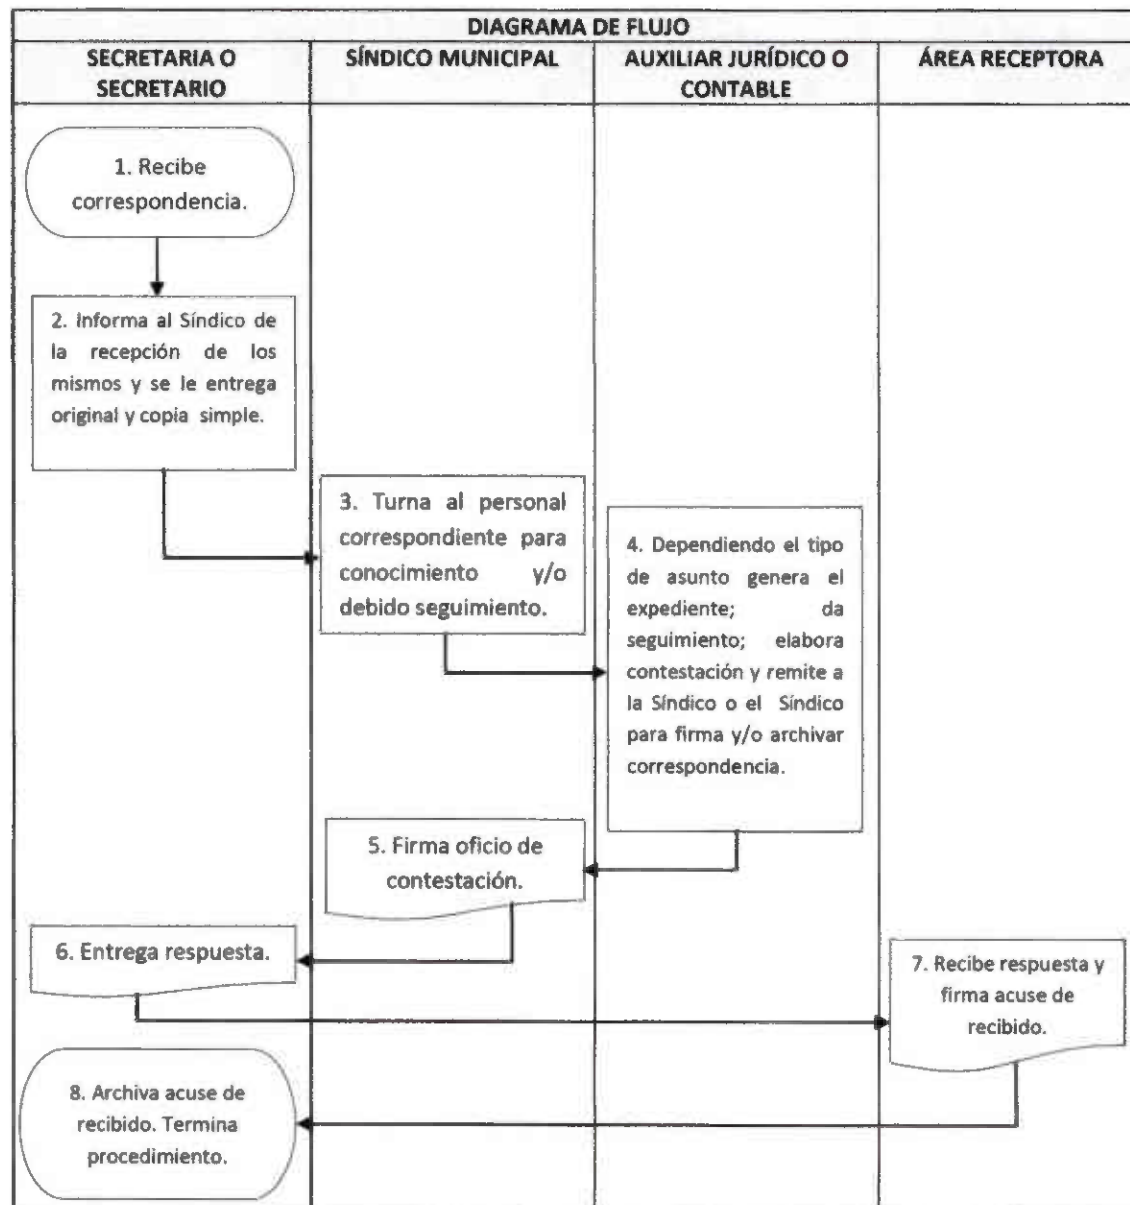 DIAGRAMA DE FLUJO
SECRETARIA O
SECRETARIO
SÍNDICO MUNICIPAL
AUXILIAR JURÍDICO O
CONTABLE
ÁREA RECEPTORA
1. Recibe
correspondencia.
2. Informa al Síndico de
la recepción de los
mismos y se le entrega
original y copia simple.
3. Turna al personal
correspondiente para
conocimiento y/o
debido seguimiento.
4. Dependiendo el tipo
de asunto genera el
expediente; da
seguimiento; elabora
contestación y remite a
la Síndico o el Síndico
para firma y/o archivar
correspondencia.
5. Firma oficio de
contestación.
6. Entrega respuesta.
7. Recibe respuesta y
firma acuse de
recibido.
8. Archiva acuse de
recibido. Termina
procedimiento.